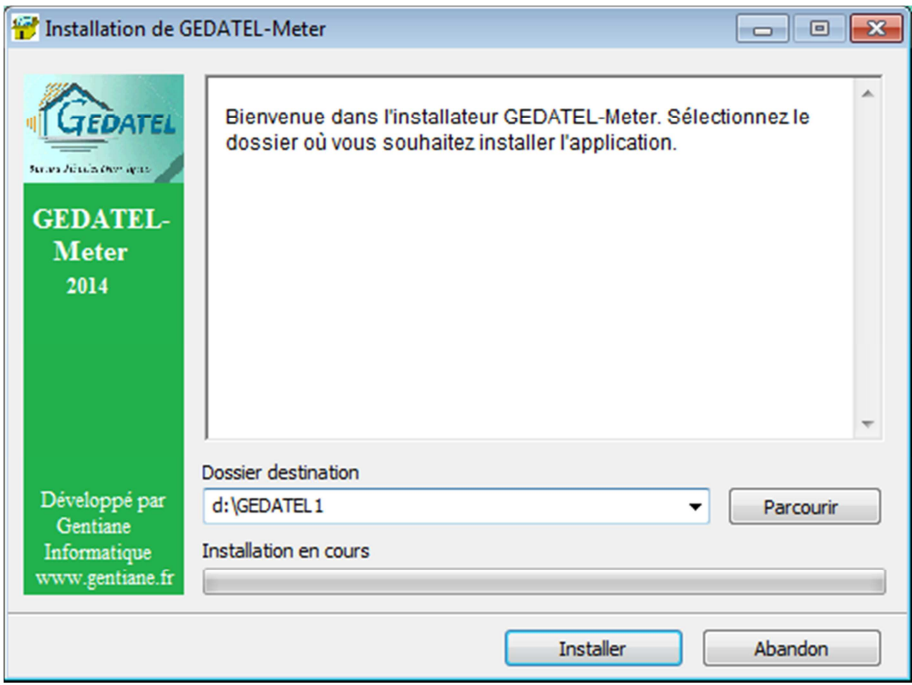 Installation de GEDATEL-Meter
GEDATEL
GEDATEL-
Meter
2014
Développé par
Gentiane
Informatique
www.gentiane.fr
Bienvenue dans l'installateur GEDATEL-Meter. Sélectionnez le
dossier où vous souhaitez installer l'application.
Dossier destination
d:\GEDATEL1
Parcourir
Installation en cours
Installer
Abandon